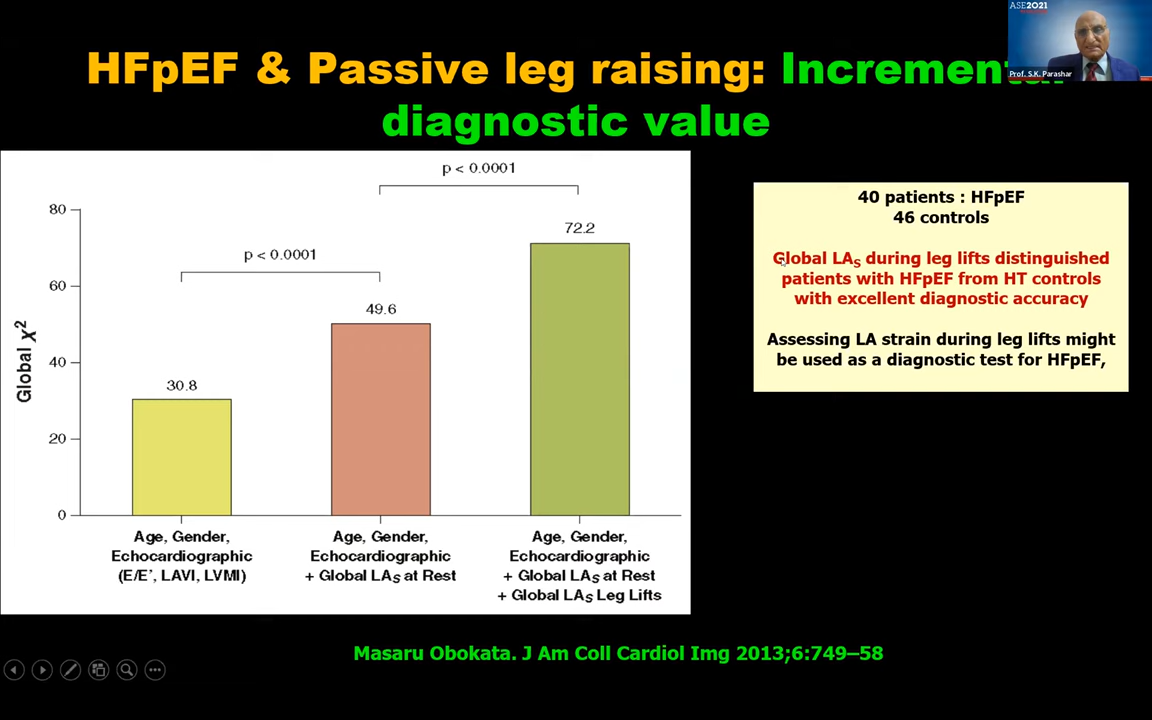 ASE2021
Prof. S.K. Parashar
HFpEF & Passive leg raising: Incremental
diagnostic value
p < 0.0001
p < 0.0001
Global χ2
80
60
40
20
0
30.8
49.6
72.2
Age, Gender,
Echocardiographic
(E/E', LAVI, LVMI)
Age, Gender,
Echocardiographic
+ Global LAS at Rest
Age, Gender,
Echocardiographic
+ Global LAS at Rest
+ Global LAS Leg Lifts
40 patients : HFpEF
46 controls
Global LAS during leg lifts distinguished
patients with HFpEF from HT controls
with excellent diagnostic accuracy
Assessing LA strain during leg lifts might
be used as a diagnostic test for HFpEF,
Masaru Obokata. J Am Coll Cardiol Img 2013;6:749–58